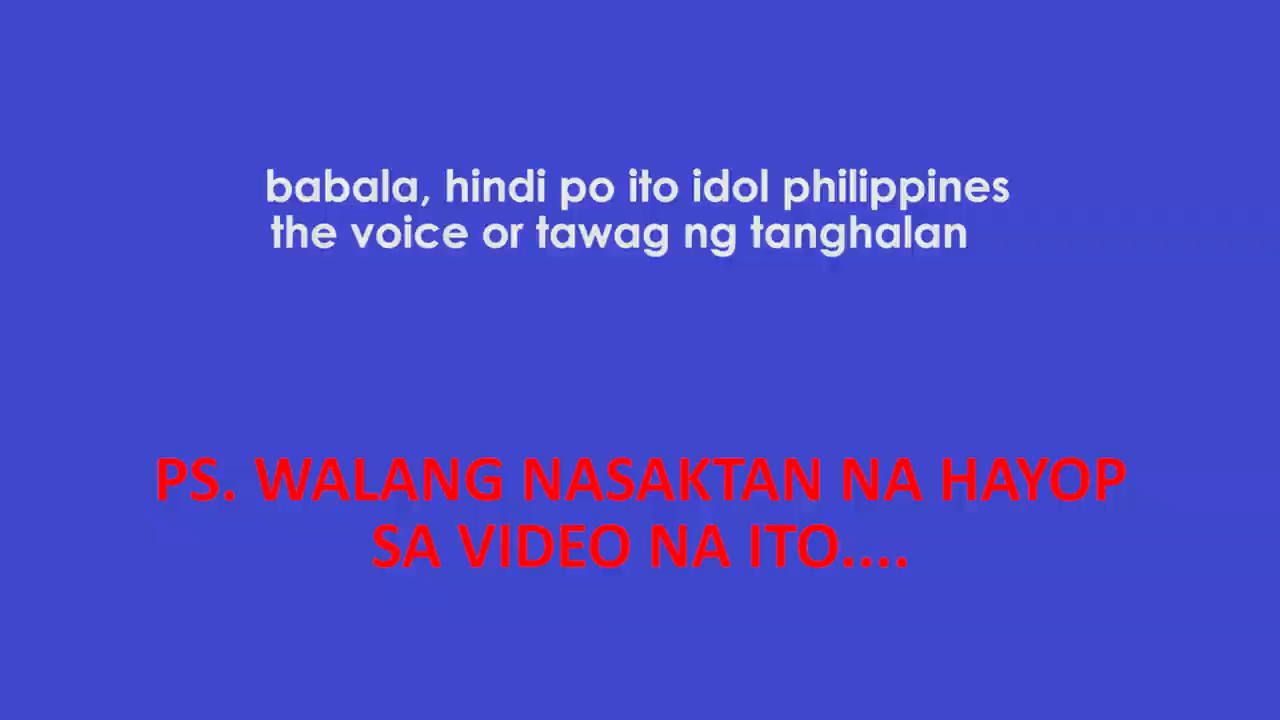 babala, hindi po ito idol philippines
the voice or tawag ng tanghalan
PS. WALANG NASAKTAN NA HAYOP
SA VIDEO NA ITO....